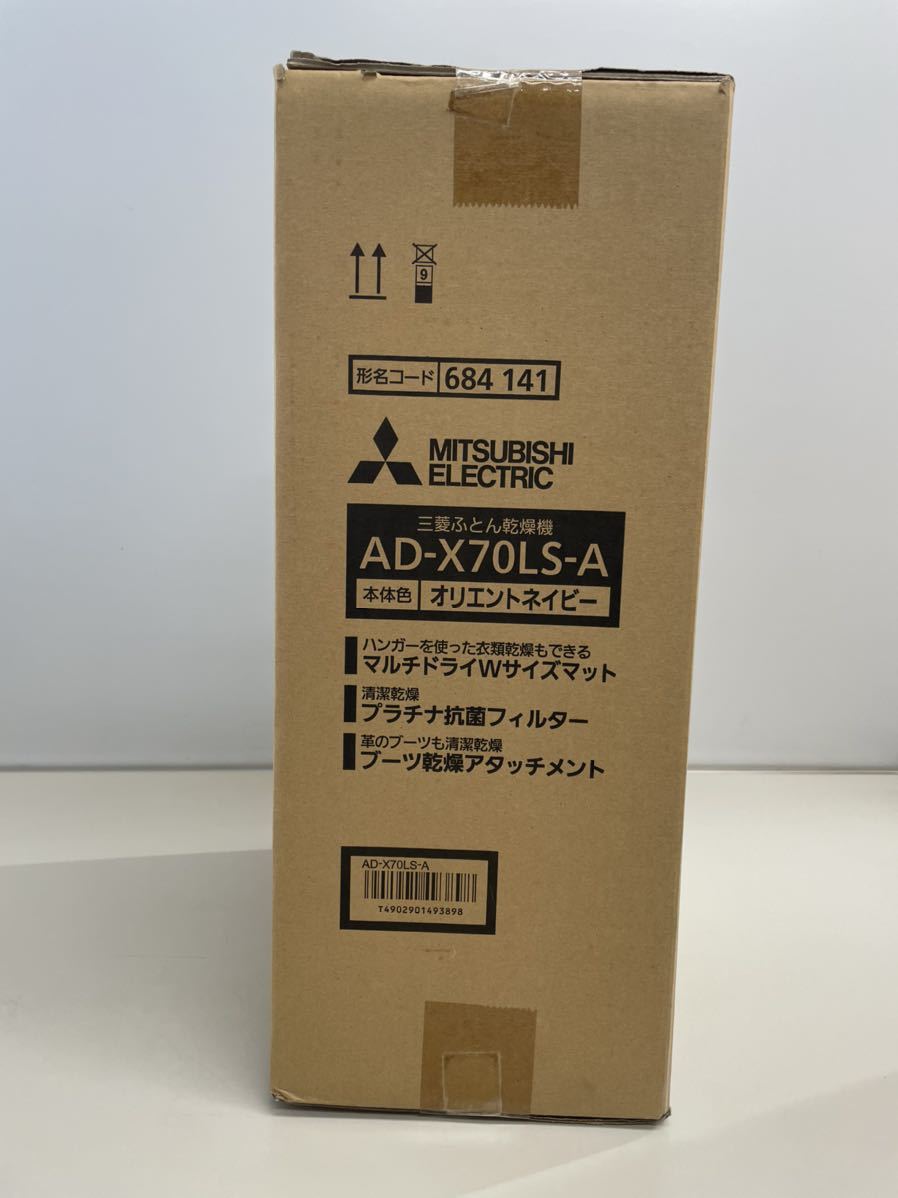 9
形名コード 684 141
MITSUBISHI
ELECTRIC
三菱ふとん乾燥機
AD-X70LS-A
本体色 オリエントネイビー
ハンガーを使った衣類乾燥もできる
マルチドライWサイズマット
清潔乾燥
プラチナ抗菌フィルター
革のブーツも清潔乾燥
ブーツ乾燥アタッチメント
AD-X70LS-A
T4902901493898